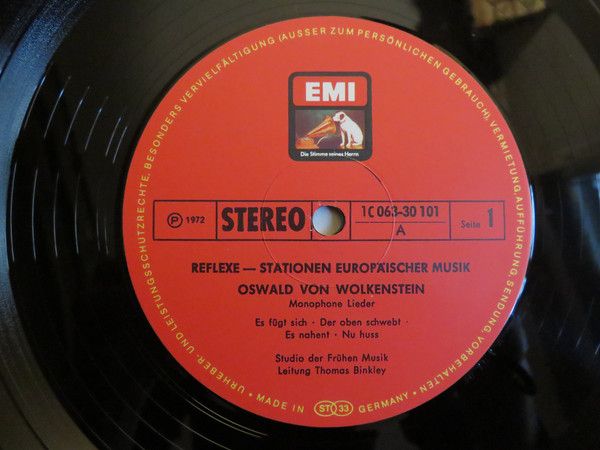 URHEBER- UND LEISTUNGSSCHUTZRECHTE, BESONDERS VERVIELFÄLTIGUNG (AUSSER ZUM PERSÖNLICHEN GEBRAUCH), VERMIETUNG, AUFFÜHRUNG, SENDUNG VORBEHALTEN
EMI
Die Stimme seines Herrn
Ⓟ 1972
STEREO
1C 063-30 101
A
Seite 1
REFLEXE — STATIONEN EUROPÄISCHER MUSIK
OSWALD VON WOLKENSTEIN
Monophone Lieder
Es fügt sich · Der oben schwebt ·
Es nahent · Nu huss
Studio der Frühen Musik
Leitung Thomas Binkley
• MADE IN ST 33 GERMANY •